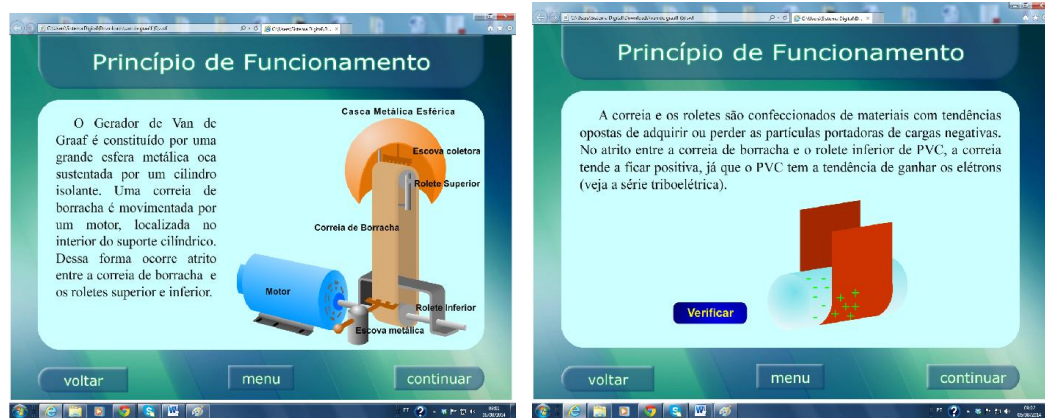 Princípio de Funcionamento
O Gerador de Van de
Graaf é constituído por uma
grande esfera metálica oca
sustentada por um cilindro
isolante. Uma correia de
borracha é movimentada por
um motor, localizada no
interior do suporte cilíndrico.
Dessa forma ocorre atrito
entre a correia de borracha e
os roletes superior e inferior.
Casca Metálica Esférica
Escova coletora
Rolete Superior
Correia de Borracha
Motor
Rolete Inferior
Escova metálica
voltar
menu
continuar
PT
Princípio de Funcionamento
A correia e os roletes são confeccionados de materiais com tendências
opostas de adquirir ou perder as partículas portadoras de cargas negativas.
No atrito entre a correia de borracha e o rolete inferior de PVC, a correia
tende a ficar positiva, já que o PVC tem a tendência de ganhar os elétrons
(veja a série triboelétrica).
Verificar
voltar
menu
continuar
PT